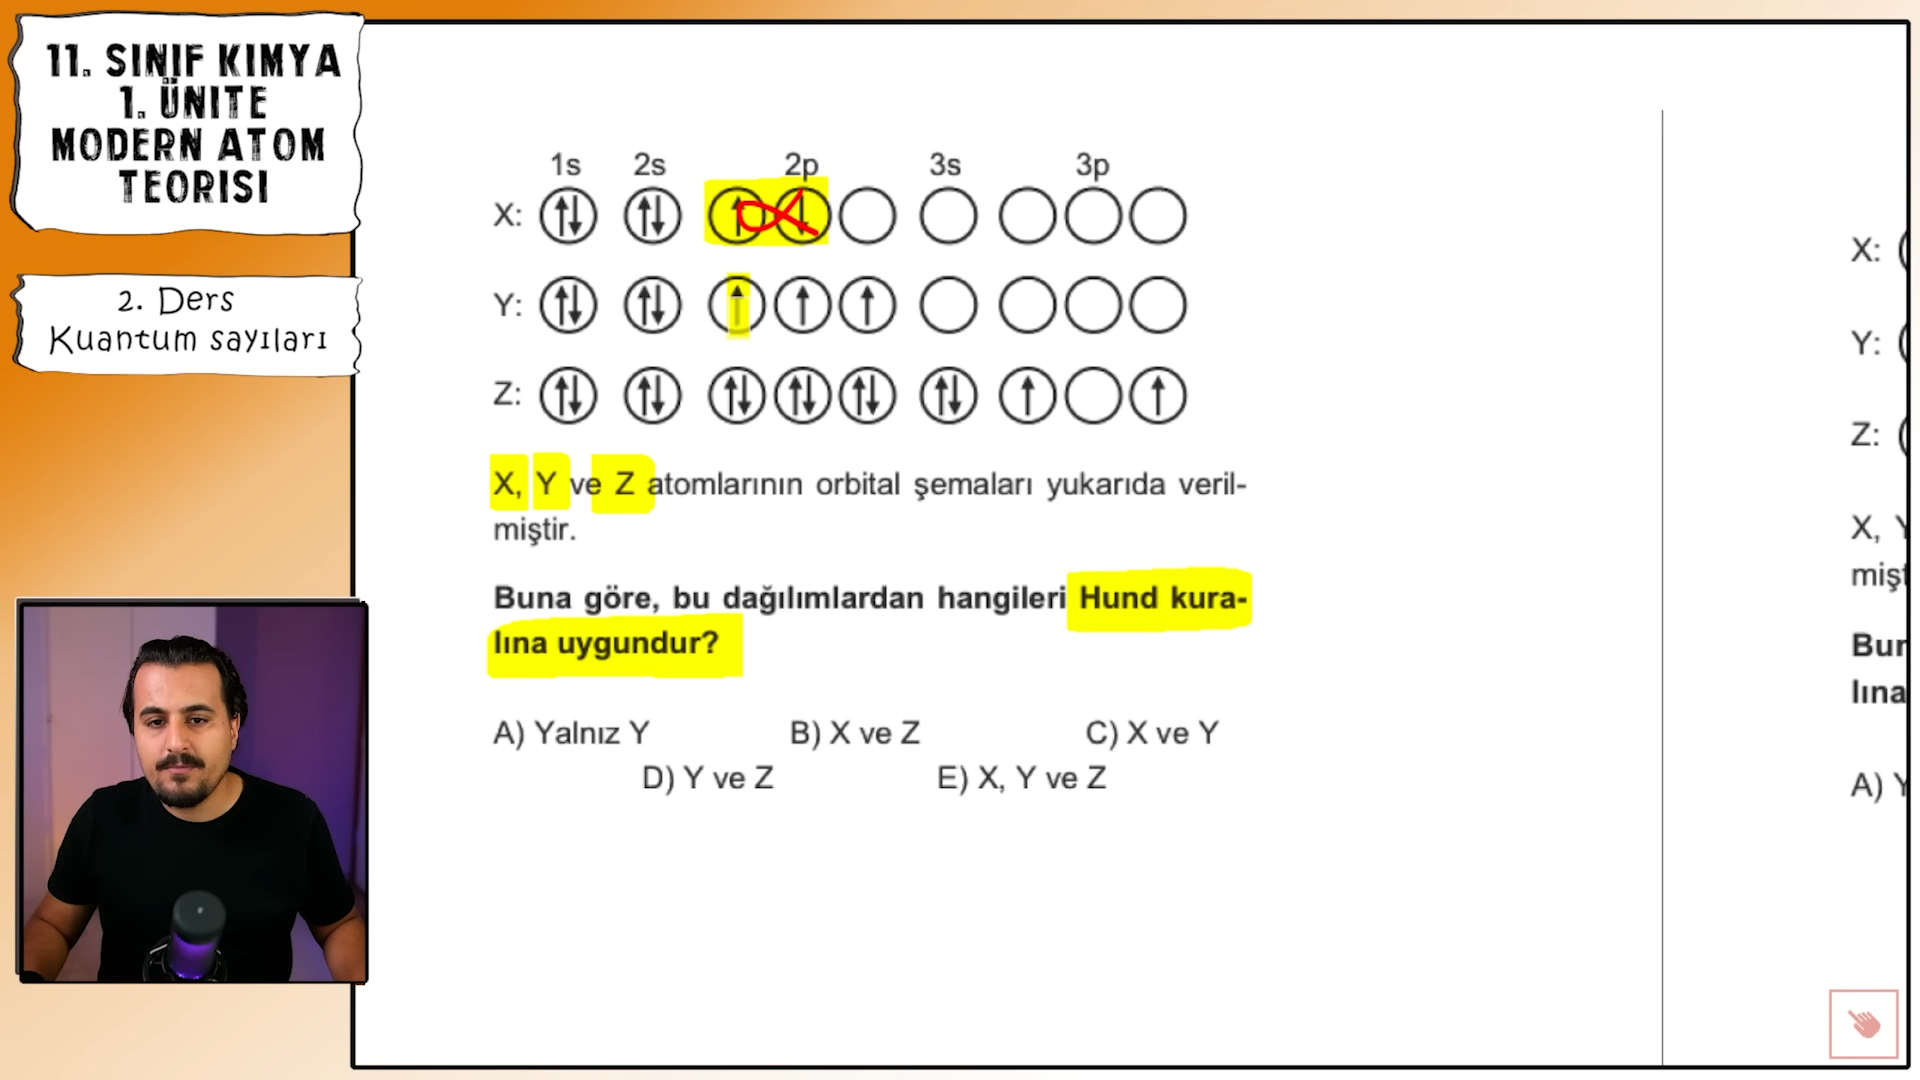 11. SINIF KIMYA
1. ÜNITE
MODERN ATOM
TEORISI
2. Ders
Kuantum sayıları
1s 2s 2p 3s 3p
X:
Y:
Z:
X, Y ve Z atomlarının orbital şemaları yukarıda veril-
miştir.
Buna göre, bu dağılımlardan hangileri Hund kura-
lına uygundur?
A) Yalnız Y B) X ve Z C) X ve Y
D) Y ve Z E) X, Y ve Z
X:
Y:
Z:
X,
lına
A)